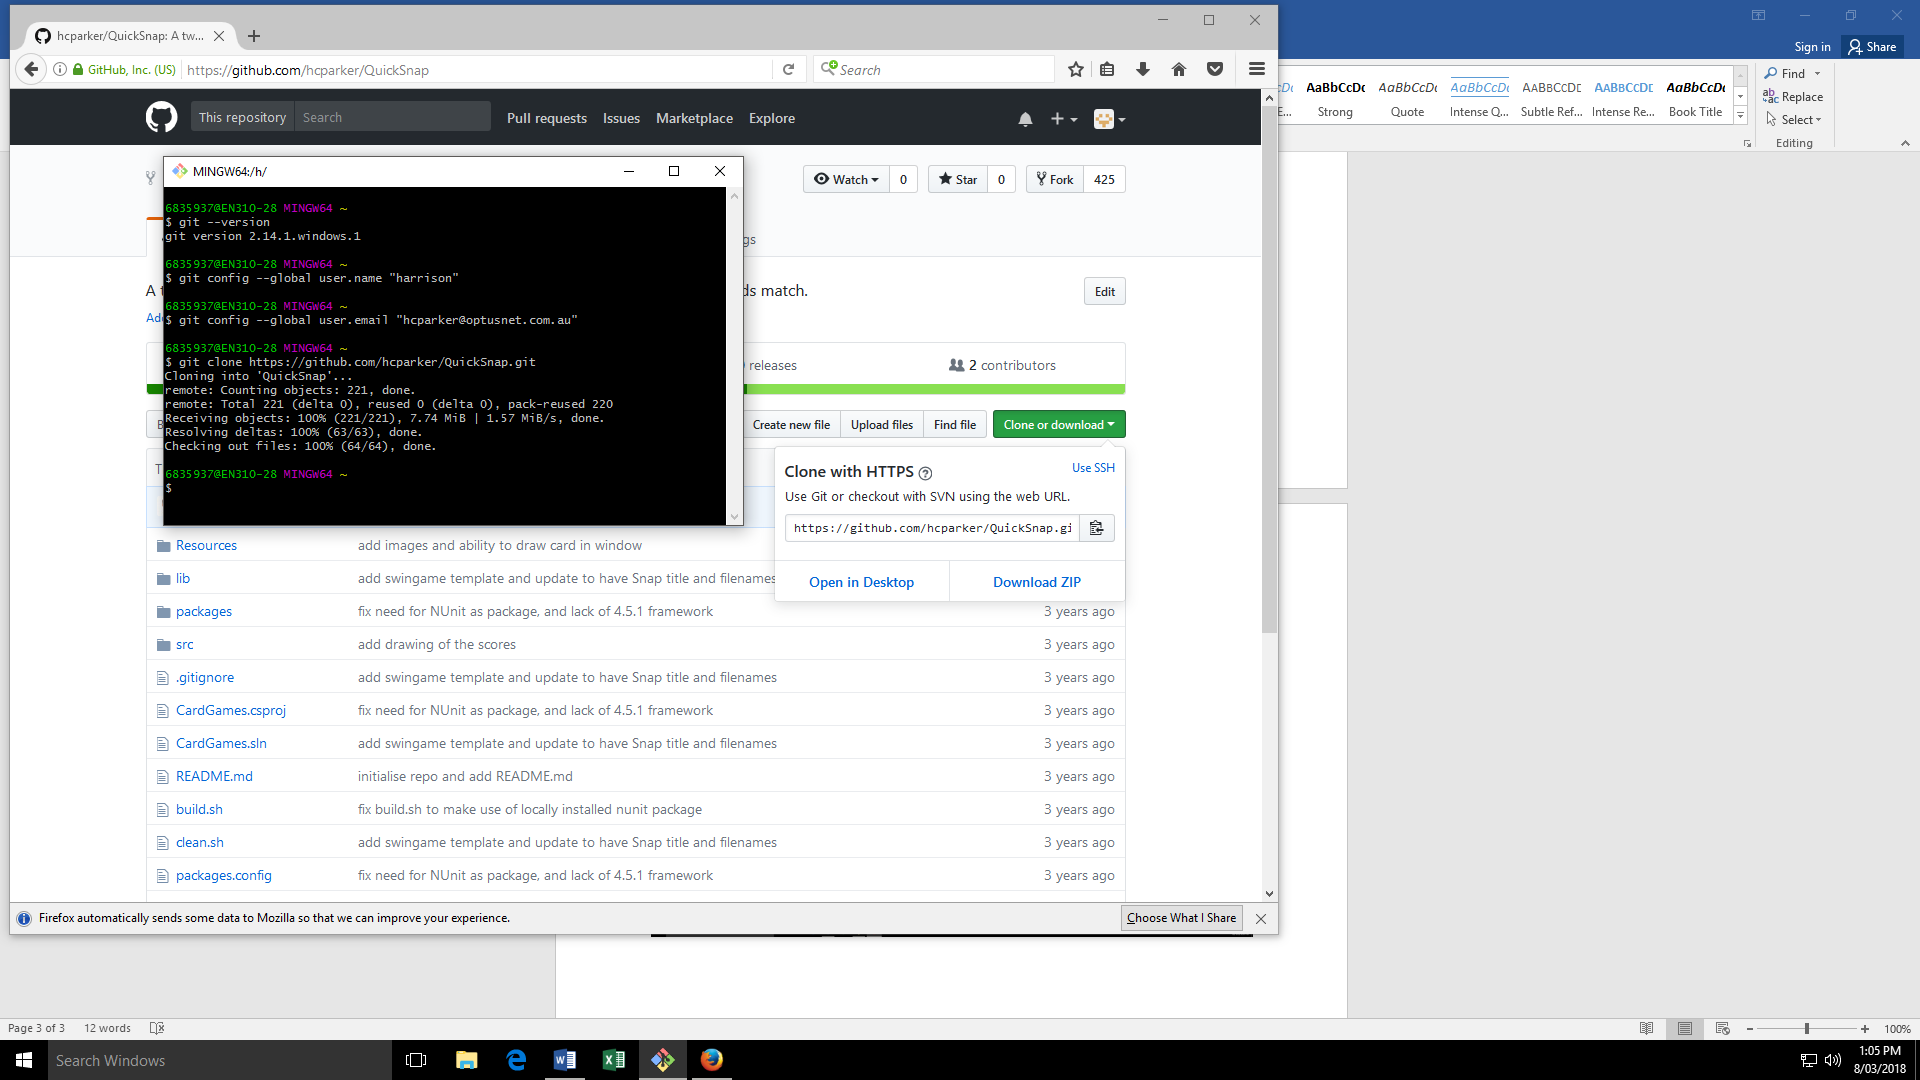 hcparker/QuickSnap: A tw...
GitHub, Inc. (US)
https://github.com/hcparker/QuickSnap
Search
Sign in
Share
This repository
Search
Pull requests
Issues
Marketplace
Explore
AaBbCcDc
Strong
AaBbCcDc
Quote
AaBbCcDc
Intense Q...
AABBCCDE
Subtle Ref...
AABBCCDE
Intense Re...
AaBbCcDc
Book Title
Find
Replace
Select
Editing
Watch
0
Star
0
Fork
425
MINGW64:/h/
6835937@EN310-28 MINGW64 ~
$ git --version
git version 2.14.1.windows.1
6835937@EN310-28 MINGW64 ~
$ git config --global user.name "harrison"
6835937@EN310-28 MINGW64 ~
$ git config --global user.email "hcparker@optusnet.com.au"
6835937@EN310-28 MINGW64 ~
$ git clone https://github.com/hcparker/QuickSnap.git
Cloning into 'QuickSnap'...
remote: Counting objects: 221, done.
remote: Total 221 (delta 0), reused 0 (delta 0), pack-reused 220
Receiving objects: 100% (221/221), 7.74 MiB | 1.57 MiB/s, done.
Resolving deltas: 100% (63/63), done.
Checking out files: 100% (64/64), done.
6835937@EN310-28 MINGW64 ~
$
gs
A
ds match.
Edit
releases
2 contributors
Create new file
Upload files
Find file
Clone or download
Clone with HTTPS
Use SSH
Use Git or checkout with SVN using the web URL.
https://github.com/hcparker/QuickSnap.gi
Open in Desktop
Download ZIP
Resources
add images and ability to draw card in window
lib
add swingame template and update to have Snap title and filenames
packages
fix need for NUnit as package, and lack of 4.5.1 framework
3 years ago
src
add drawing of the scores
3 years ago
.gitignore
add swingame template and update to have Snap title and filenames
3 years ago
CardGames.csproj
fix need for NUnit as package, and lack of 4.5.1 framework
3 years ago
CardGames.sln
add swingame template and update to have Snap title and filenames
3 years ago
README.md
initialise repo and add README.md
3 years ago
build.sh
fix build.sh to make use of locally installed nunit package
3 years ago
clean.sh
add swingame template and update to have Snap title and filenames
3 years ago
packages.config
fix need for NUnit as package, and lack of 4.5.1 framework
3 years ago
Firefox automatically sends some data to Mozilla so that we can improve your experience.
Choose What I Share
Page 3 of 3
12 words
100%
Search Windows
1:05 PM
8/03/2018